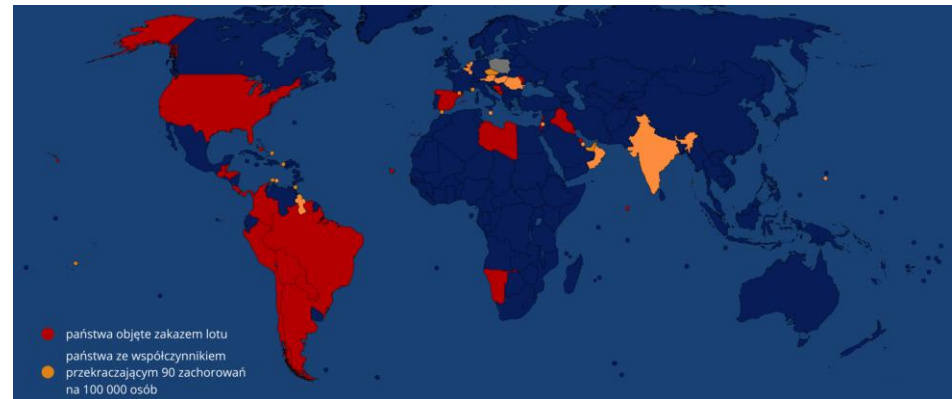 państwa objęte zakazem lotu
państwa ze współczynnikiem
przekraczającym 90 zachorowań
na 100 000 osób